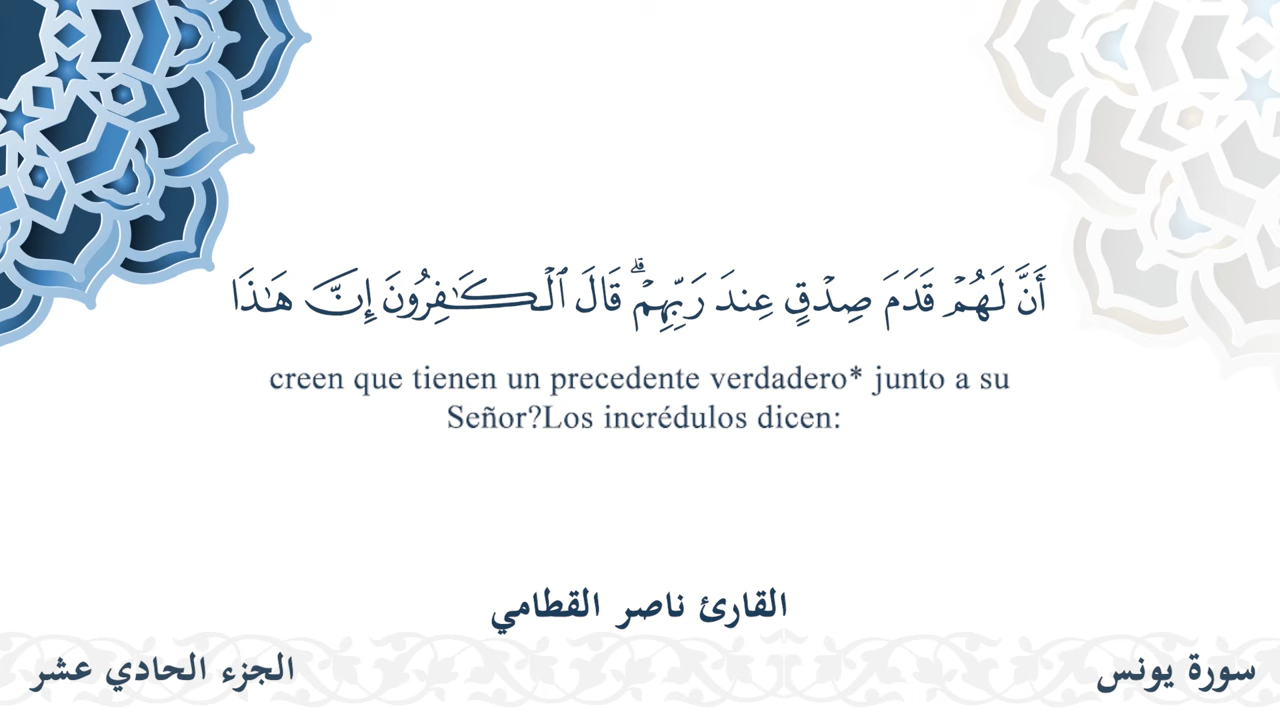 أَنَّ لَهُمۡ قَدَمَ صِدۡقٍ عِندَ رَبِّهِمۡۗ قَالَ ٱلۡكَٰفِرُونَ إِنَّ هَٰذَا
creen que tienen un precedente verdadero* junto a su
Señor?Los incrédulos dicen:
القارئ ناصر القطامي
سورة يونس
الجزء الحادي عشر